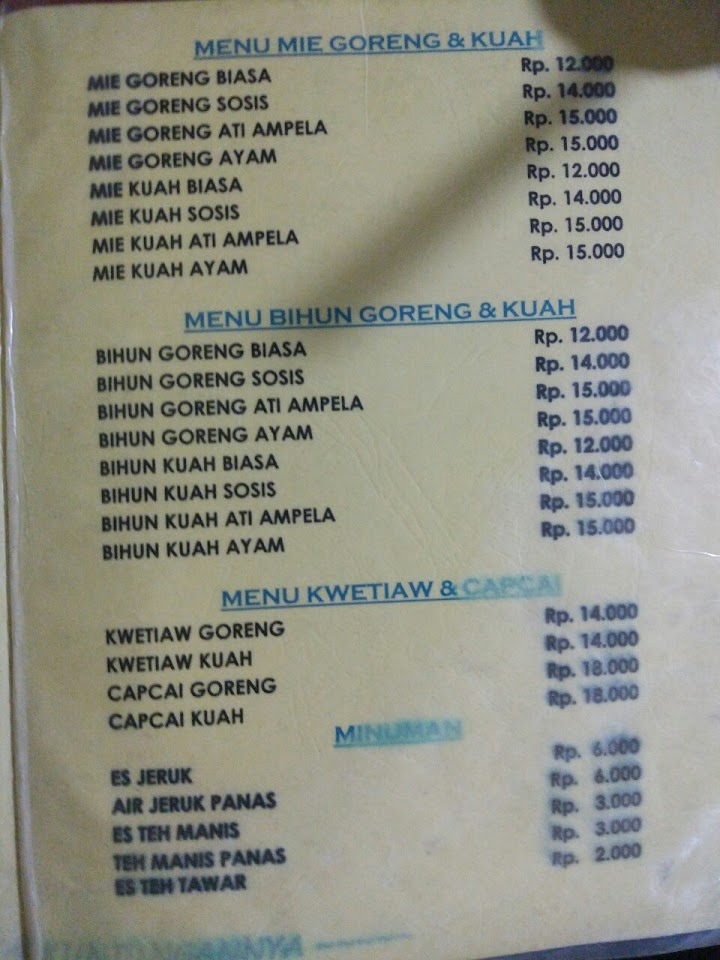 MENU MIE GORENG & KUAH
MIE GORENG BIASA Rp. 12.000
MIE GORENG SOSIS Rp. 14.000
MIE GORENG ATI AMPELA Rp. 15.000
MIE GORENG AYAM Rp. 15.000
MIE KUAH BIASA Rp. 12.000
MIE KUAH SOSIS Rp. 14.000
MIE KUAH ATI AMPELA Rp. 15.000
MIE KUAH AYAM Rp. 15.000
MENU BIHUN GORENG & KUAH
BIHUN GORENG BIASA Rp. 12.000
BIHUN GORENG SOSIS Rp. 14.000
BIHUN GORENG ATI AMPELA Rp. 15.000
BIHUN GORENG AYAM Rp. 15.000
BIHUN KUAH BIASA Rp. 12.000
BIHUN KUAH SOSIS Rp. 14.000
BIHUN KUAH ATI AMPELA Rp. 15.000
BIHUN KUAH AYAM Rp. 15.000
MENU KWETIAW & CAPCAI
KWETIAW GORENG Rp. 14.000
KWETIAW KUAH Rp. 14.000
CAPCAI GORENG Rp. 18.000
CAPCAI KUAH Rp. 18.000
MINUMAN
ES JERUK Rp. 6.000
AIR JERUK PANAS Rp. 6.000
ES TEH MANIS Rp. 3.000
TEH MANIS PANAS Rp. 3.000
ES TEH TAWAR Rp. 2.000